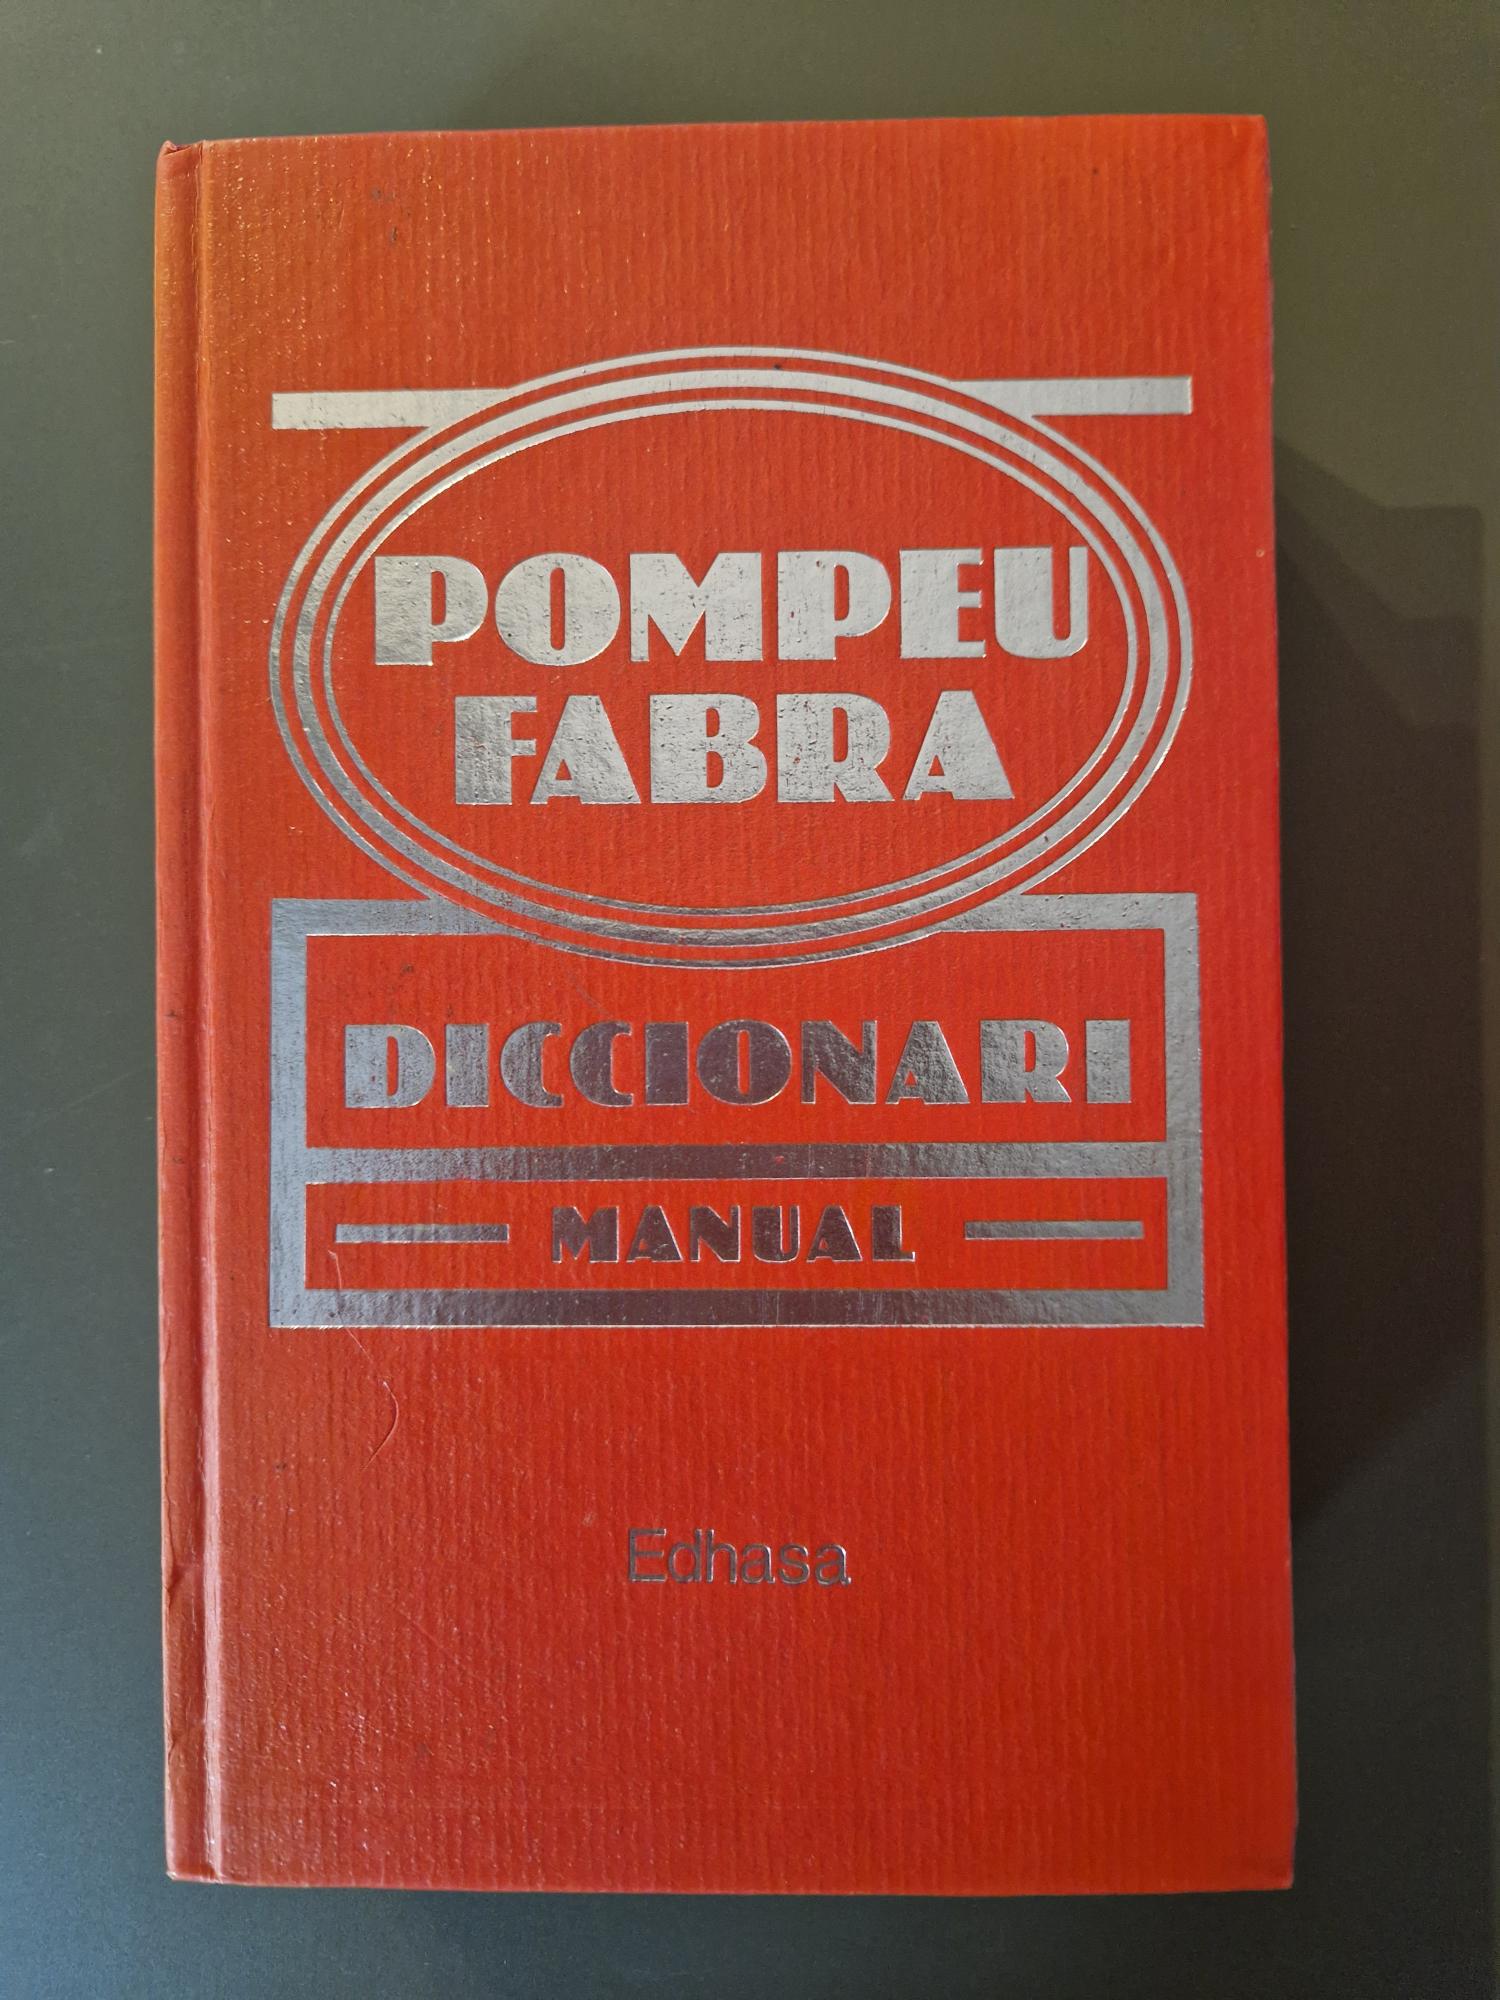 POMPEU
FABRA
DICCIONARI
MANUAL
Edhasa